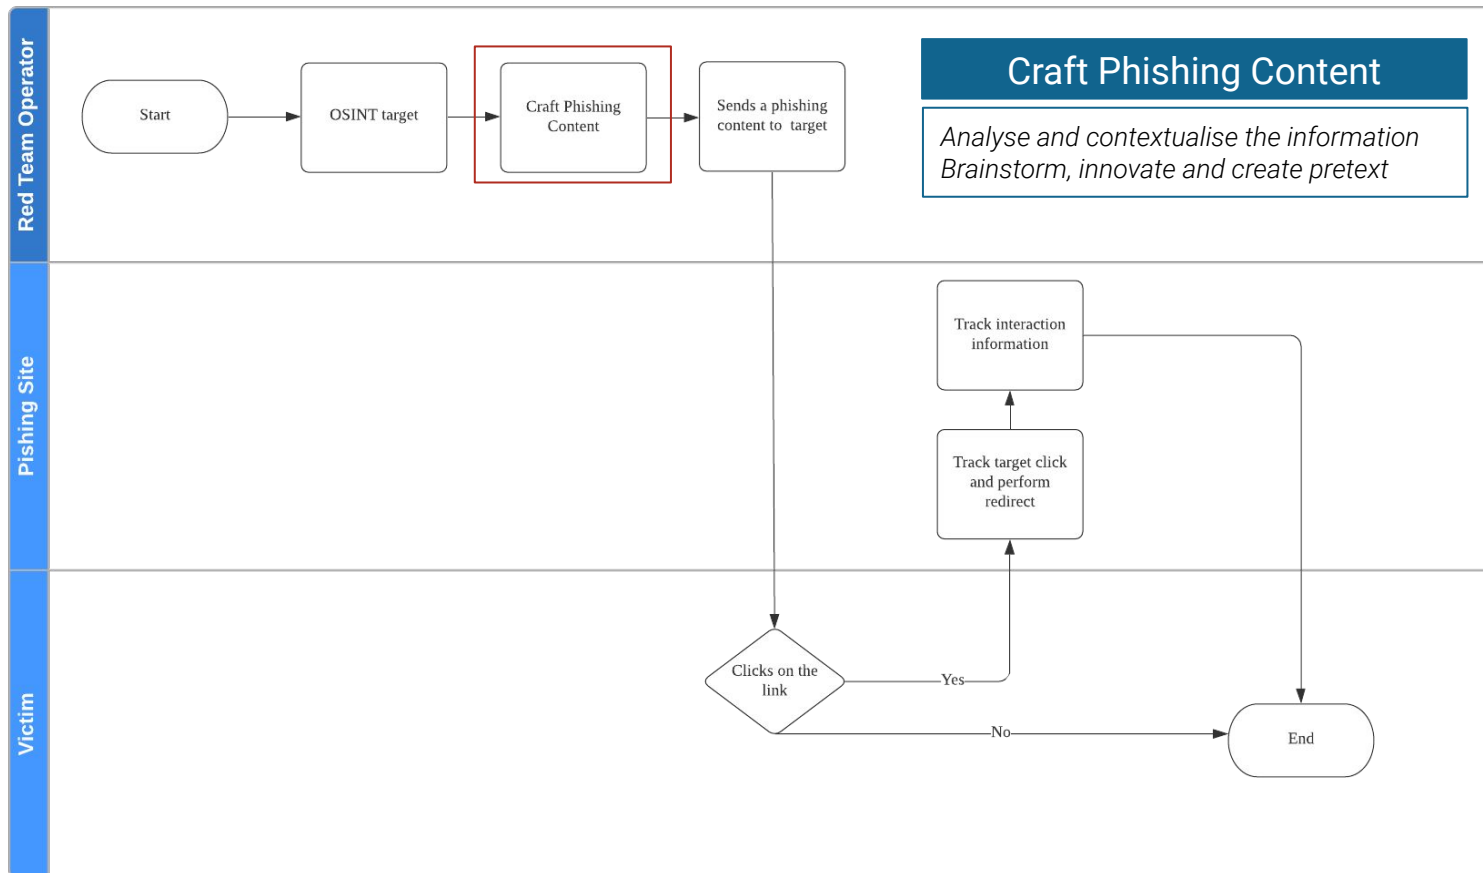 Red Team Operator
Start
OSINT target
Craft Phishing
Content
Sends a phishing
content to target
Craft Phishing Content
Analyse and contextualise the information
Brainstorm, innovate and create pretext
Pishing Site
Track interaction
information
Track target click
and perform
redirect
Victim
Clicks on the
link
Yes
No
End